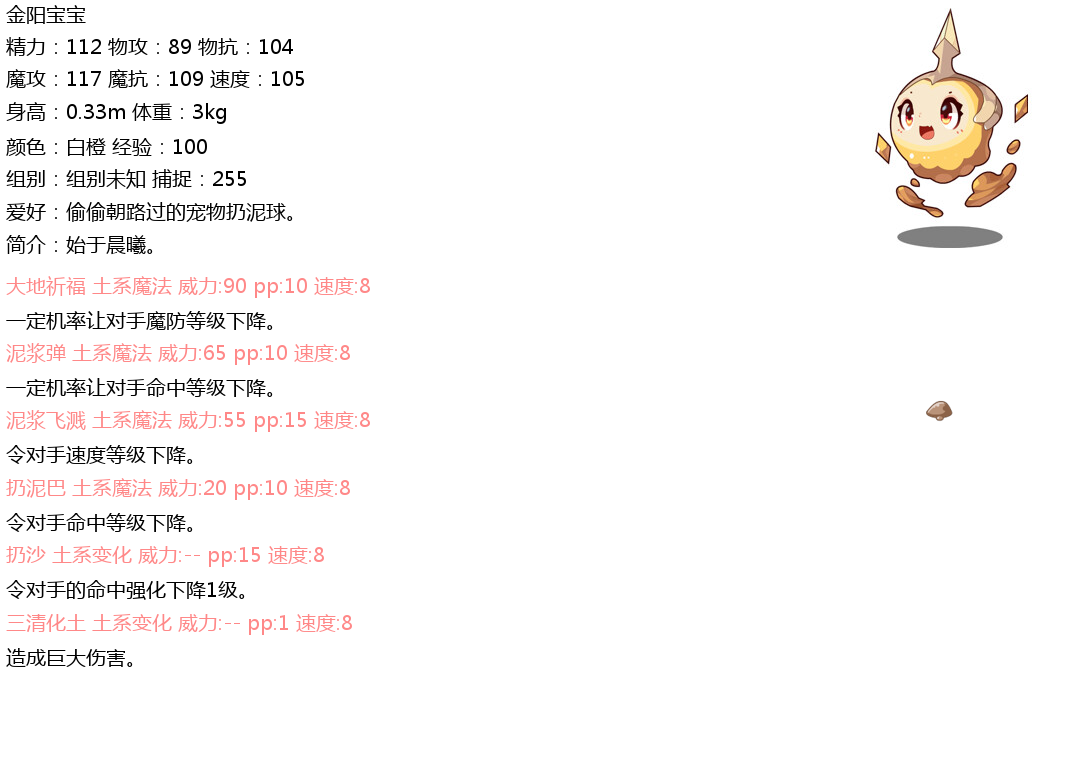 金阳宝宝
精力：112 物攻：89 物抗：104
魔攻：117 魔抗：109 速度：105
身高：0.33m 体重：3kg
颜色：白橙 经验：100
组别：组别未知 捕捉：255
爱好：偷偷朝路过的宠物扔泥球。
简介：始于晨曦。
大地祈福 土系魔法 威力:90 pp:10 速度:8
一定机率让对手魔防等级下降。
泥浆弹 土系魔法 威力:65 pp:10 速度:8
一定机率让对手命中等级下降。
泥浆飞溅 土系魔法 威力:55 pp:15 速度:8
令对手速度等级下降。
扔泥巴 土系魔法 威力:20 pp:10 速度:8
令对手命中等级下降。
扔沙 土系变化 威力:-- pp:15 速度:8
令对手的命中强化下降1级。
三清化土 土系变化 威力:-- pp:1 速度:8
造成巨大伤害。